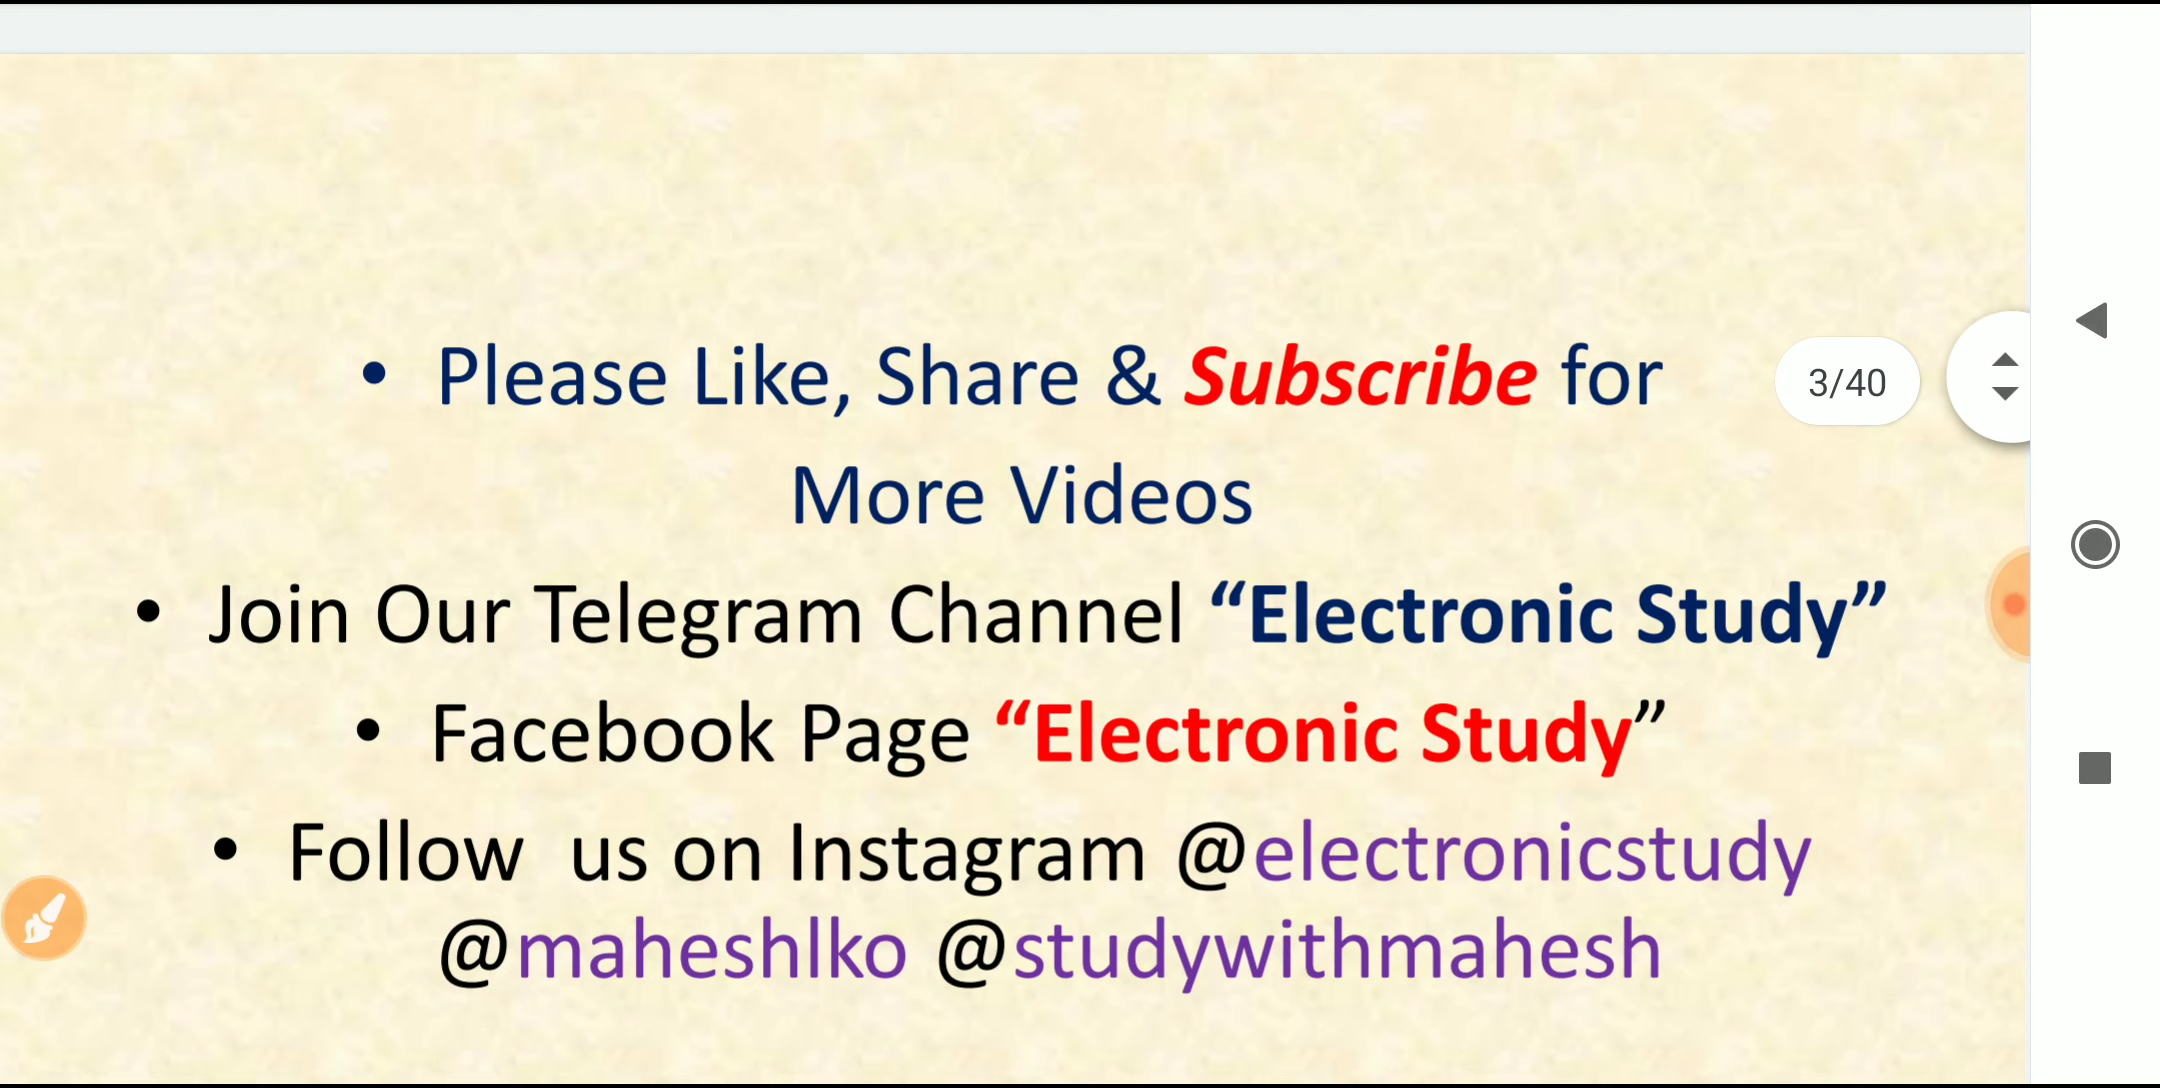 • Please Like, Share & Subscribe for
3/40
More Videos
• Join Our Telegram Channel “Electronic Study”
• Facebook Page “Electronic Study”
• Follow  us on Instagram @electronicstudy
@maheshlko @studywithmahesh